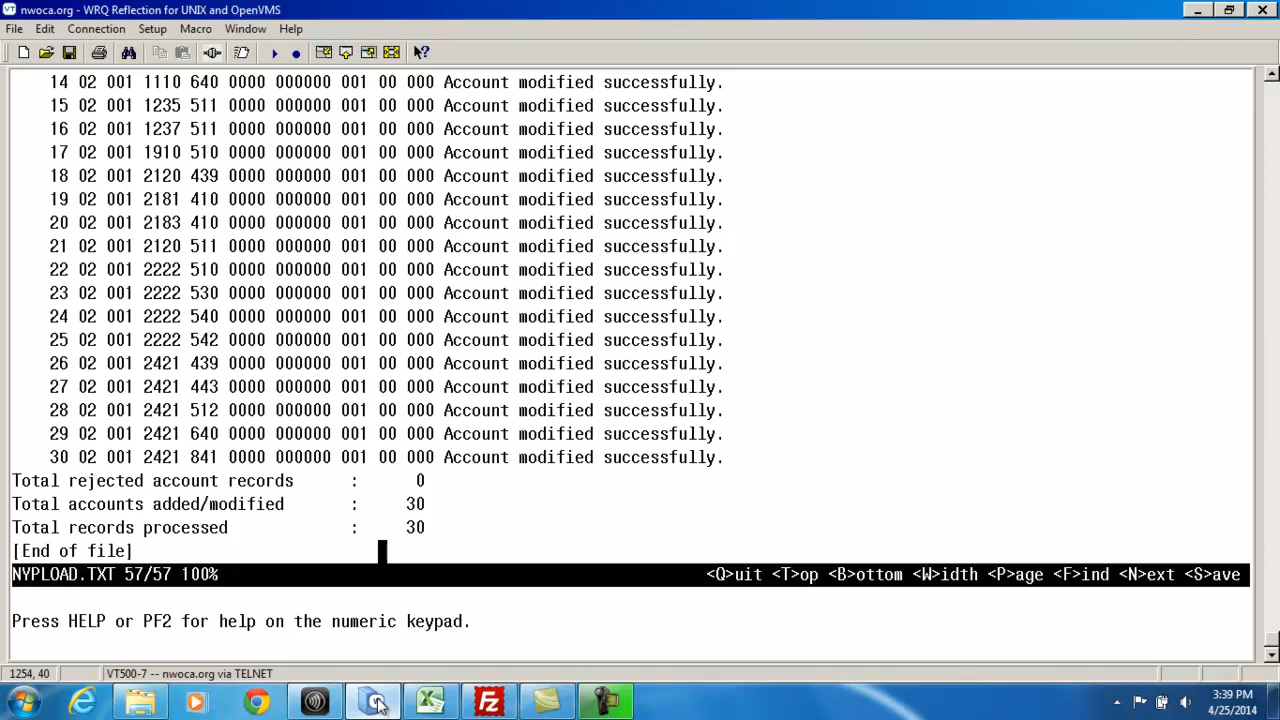 nwoca.org - WRQ Reflection for UNIX and OpenVMS
File Edit Connection Setup Macro Window Help
14 02 001 1110 640 0000 000000 001 00 000 Account modified successfully.
15 02 001 1235 511 0000 000000 001 00 000 Account modified successfully.
16 02 001 1237 511 0000 000000 001 00 000 Account modified successfully.
17 02 001 1910 510 0000 000000 001 00 000 Account modified successfully.
18 02 001 2120 439 0000 000000 001 00 000 Account modified successfully.
19 02 001 2181 410 0000 000000 001 00 000 Account modified successfully.
20 02 001 2183 410 0000 000000 001 00 000 Account modified successfully.
21 02 001 2120 511 0000 000000 001 00 000 Account modified successfully.
22 02 001 2222 510 0000 000000 001 00 000 Account modified successfully.
23 02 001 2222 530 0000 000000 001 00 000 Account modified successfully.
24 02 001 2222 540 0000 000000 001 00 000 Account modified successfully.
25 02 001 2222 542 0000 000000 001 00 000 Account modified successfully.
26 02 001 2421 439 0000 000000 001 00 000 Account modified successfully.
27 02 001 2421 443 0000 000000 001 00 000 Account modified successfully.
28 02 001 2421 512 0000 000000 001 00 000 Account modified successfully.
29 02 001 2421 640 0000 000000 001 00 000 Account modified successfully.
30 02 001 2421 841 0000 000000 001 00 000 Account modified successfully.
Total rejected account records : 0
Total accounts added/modified : 30
Total records processed : 30
[End of file]
NYPLOAD.TXT 57/57 100% <Q>uit <T>op <B>ottom <W>idth <P>age <F>ind <N>ext <S>ave
Press HELP or PF2 for help on the numeric keypad.
1254, 40 VT500-7 -- nwoca.org via TELNET
3:39 PM
4/25/2014